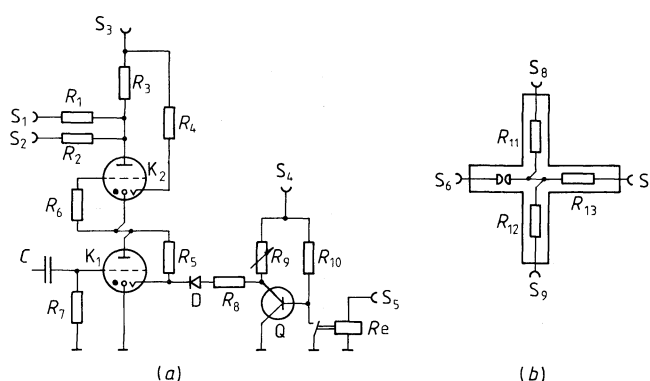 S₃
R₃
S₁
R₁
R₄
S₂
R₂
K₂
S₄
R₆
C
K₁
R₅
R₉
R₁₀
R₇
D
R₈
Q
S₅
Re
(a)
S₈
R₁₁
S₆
S
R₁₃
R₁₂
S₉
(b)